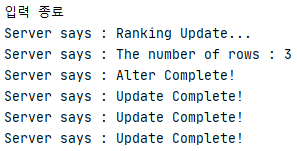 입력 종료
Server says : Ranking Update...
Server says : The number of rows : 3
Server says : Alter Complete!
Server says : Update Complete!
Server says : Update Complete!
Server says : Update Complete!